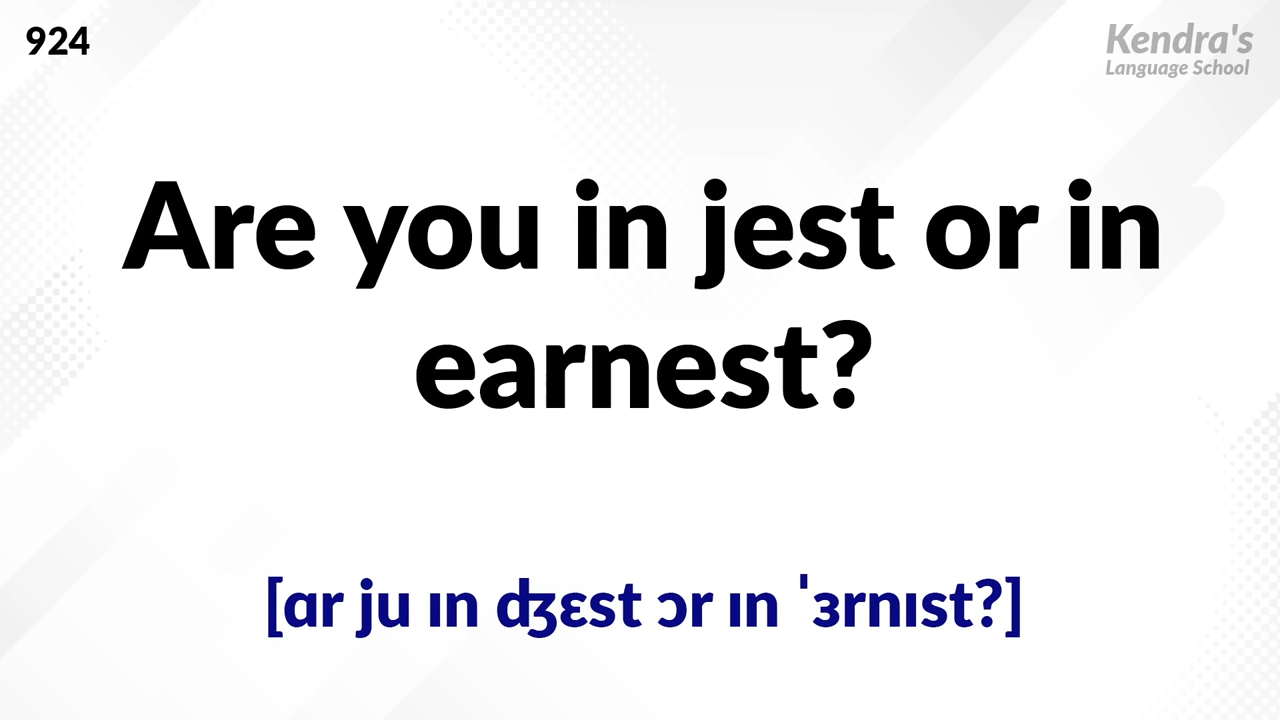 924
Kendra's
Language School
Are you in jest or in
earnest?
[ɑr ju ɪn ʤɛst ɔr ɪn ˈɜrnɪst?]